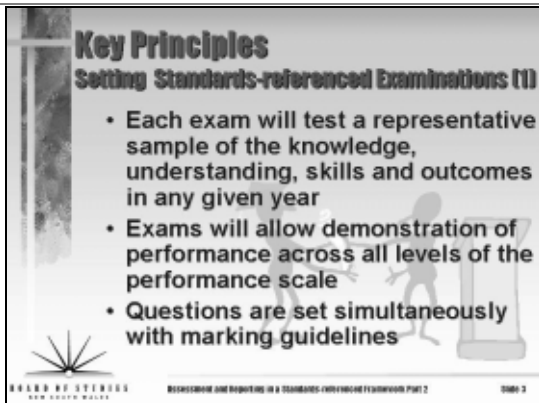 Key Principles
Setting Standards-referenced Examinations (1)
• Each exam will test a representative
sample of the knowledge,
understanding, skills and outcomes
in any given year
• Exams will allow demonstration of
performance across all levels of the
performance scale
• Questions are set simultaneously
with marking guidelines
BOARD OF STUDIES
NEW SOUTH WALES
Assessment and Reporting in a Standards-referenced Framework Part 2
Slide 3